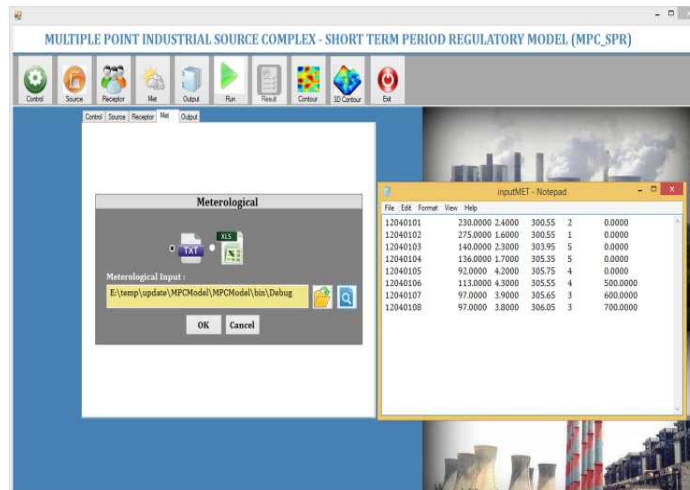 MULTIPLE POINT INDUSTRIAL SOURCE COMPLEX - SHORT TERM PERIOD REGULATORY MODEL (MPC_SPR)
Control Source Receptor Met Output Run Result Contour 3D Contour Exit
Control Source Receptor Met Output
Meterological
TXT XLS
Meterological Input :
E:\temp\update\MPCModel\MPCModel\bin\Debug
OK Cancel
inputMET - Notepad
File Edit Format View Help
12040101 230.0000 2.4000 300.55 2 0.0000
12040102 275.0000 1.6000 300.55 1 0.0000
12040103 140.0000 2.3000 303.95 5 0.0000
12040104 136.0000 1.7000 305.35 5 0.0000
12040105 92.0000 4.2000 305.75 4 0.0000
12040106 113.0000 4.3000 305.55 4 500.0000
12040107 97.0000 3.9000 305.65 3 600.0000
12040108 97.0000 3.8000 306.05 3 700.0000